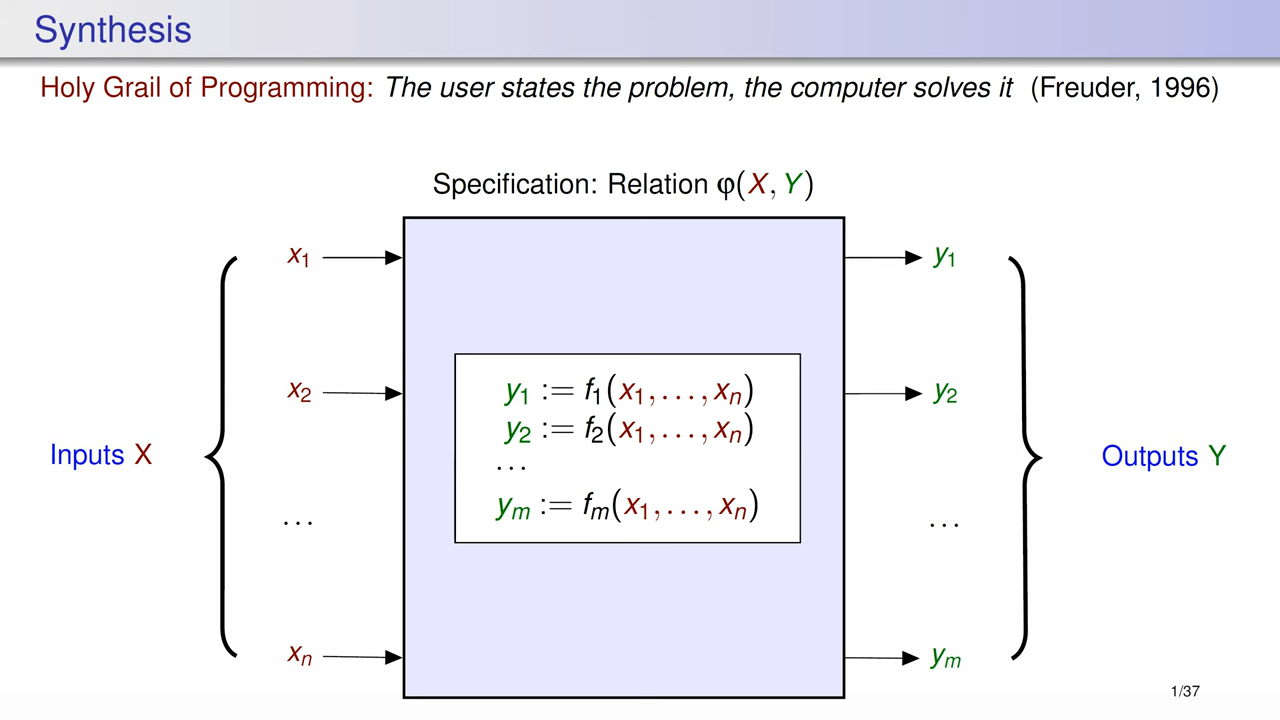 Synthesis
Holy Grail of Programming: The user states the problem, the computer solves it (Freuder, 1996)
Specification: Relation φ(X, Y)
x₁
y₁
x₂
y₂
y₁ := f₁(x₁, . . . , xₙ)
y₂ := f₂(x₁, . . . , xₙ)
. . .
yₘ := fₘ(x₁, . . . , xₙ)
Inputs X
Outputs Y
. . .
. . .
xₙ
yₘ
1/37